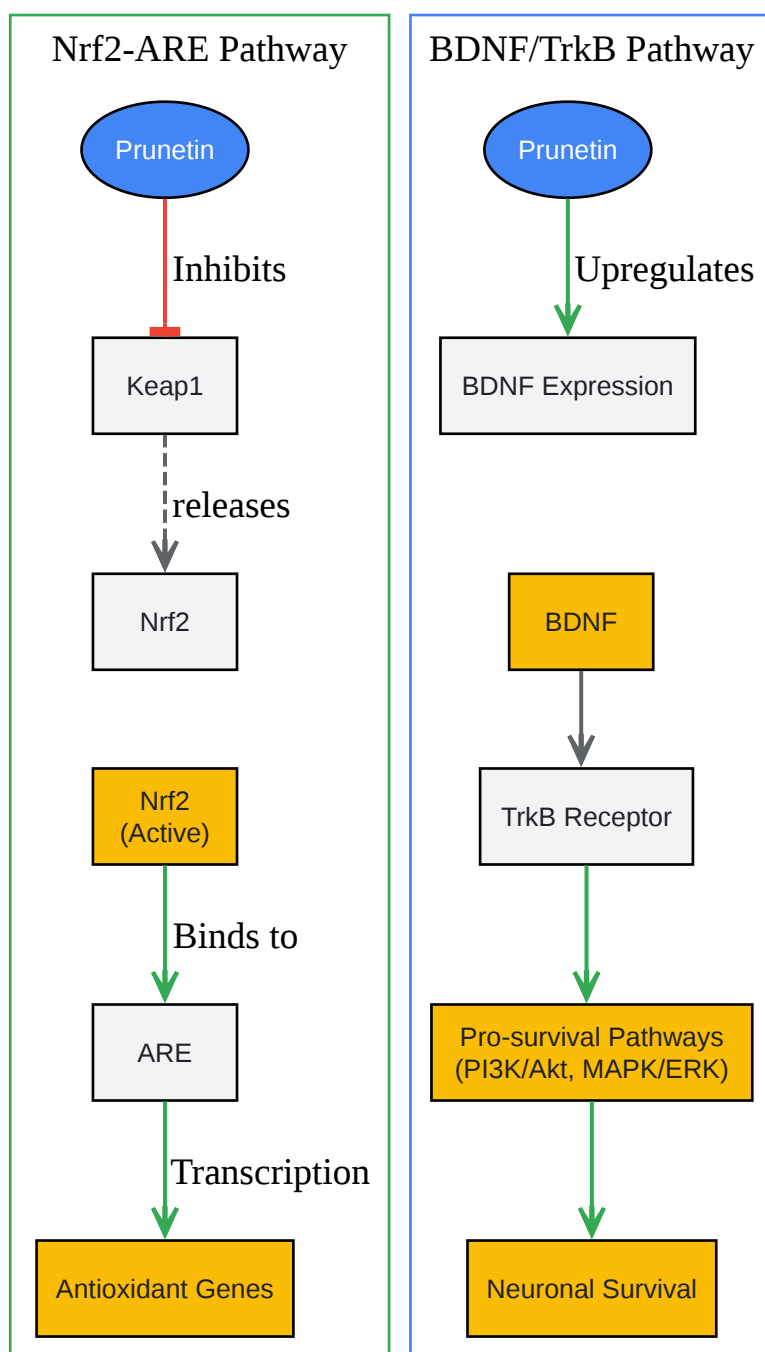 Nrf2-ARE Pathway
Prunetin
Inhibits
Keap1
releases
Nrf2
Nrf2
(Active)
Binds to
ARE
Transcription
Antioxidant Genes
BDNF/TrkB Pathway
Prunetin
Upregulates
BDNF Expression
BDNF
TrkB Receptor
Pro-survival Pathways
(PI3K/Akt, MAPK/ERK)
Neuronal Survival